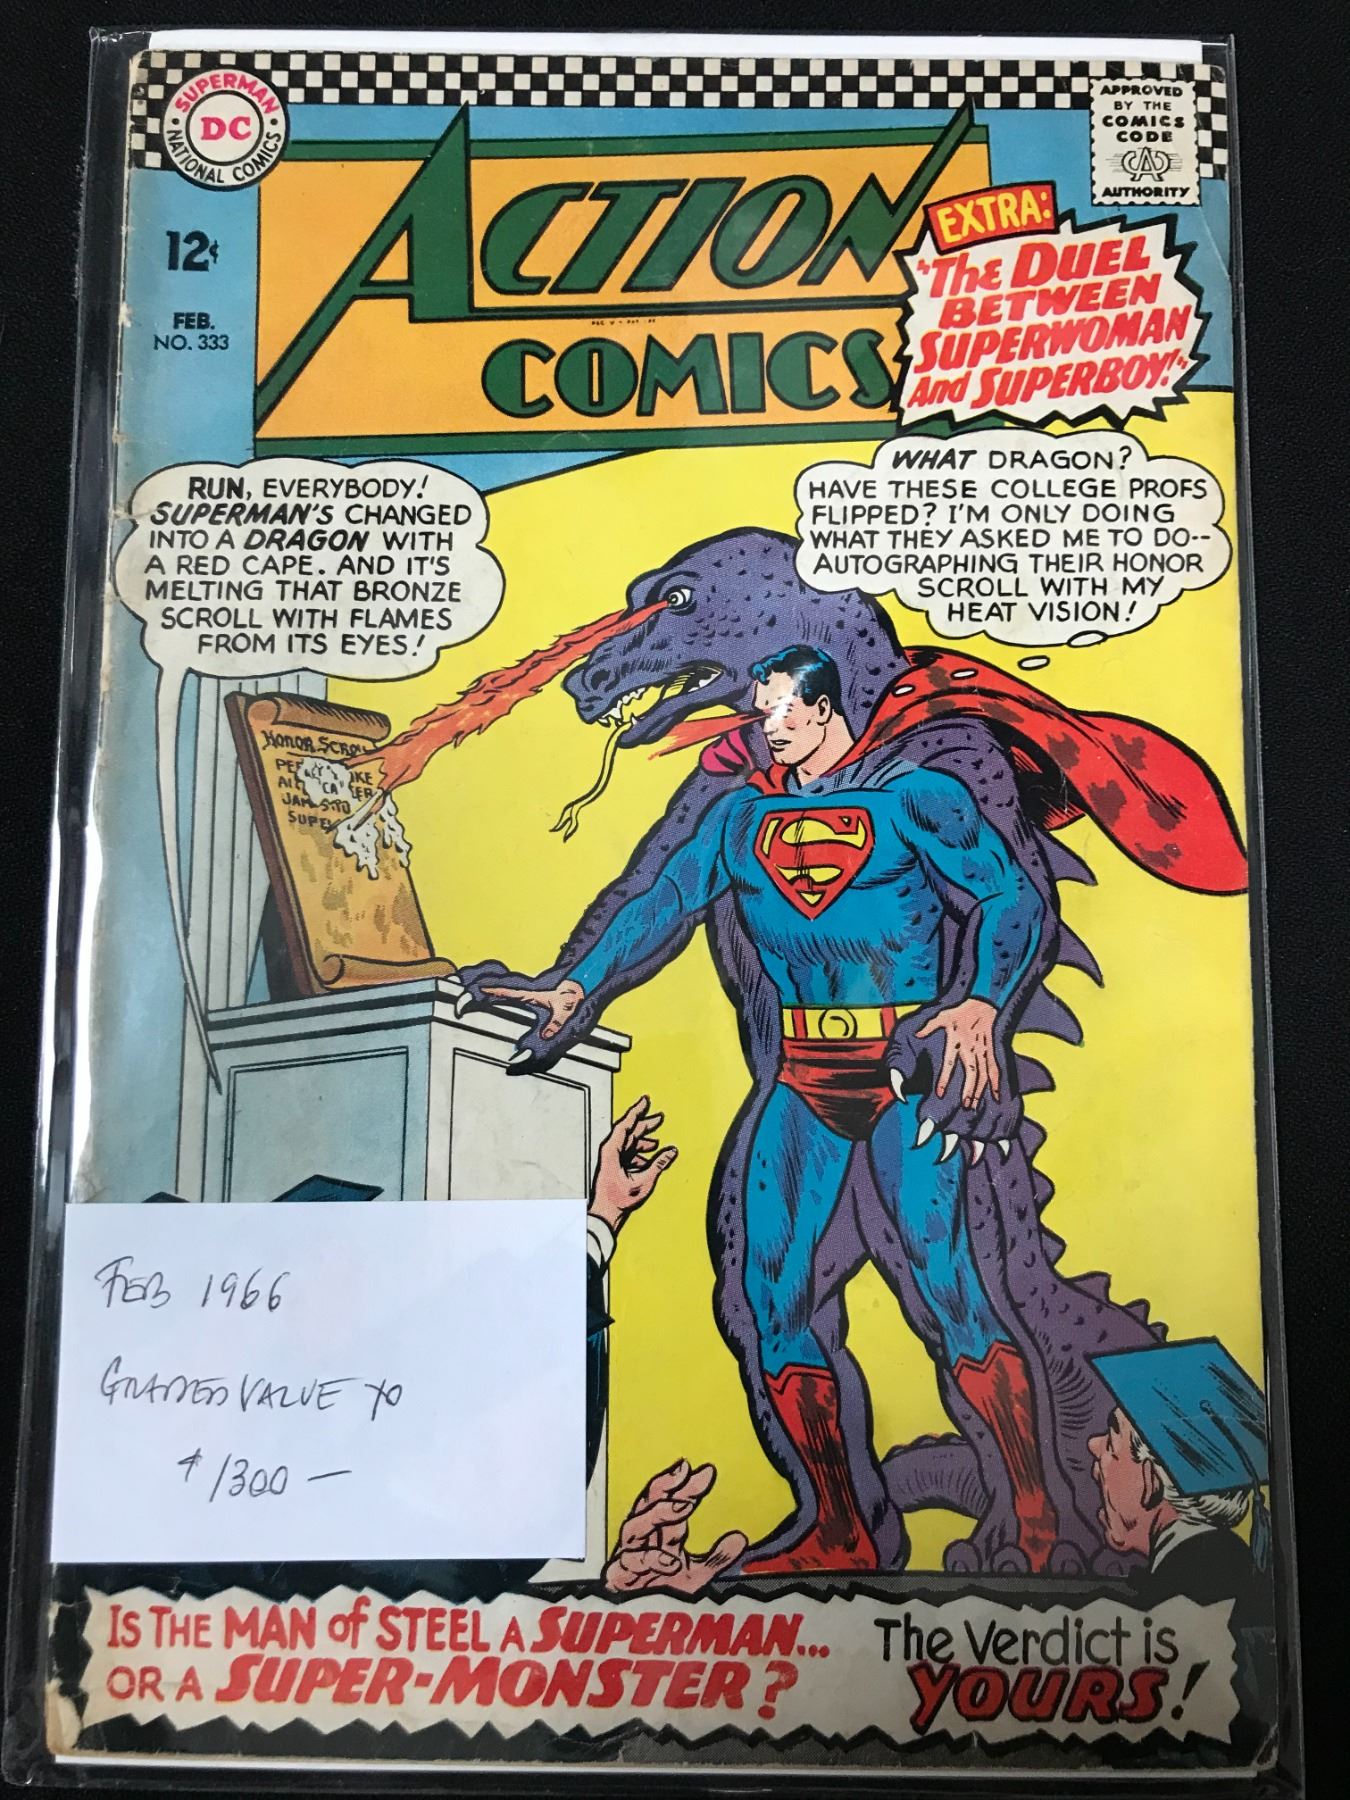 SUPERMAN
DC
NATIONAL COMICS
APPROVED
BY THE
COMICS
CODE
AUTHORITY
ACTION
COMICS
12¢
FEB.
NO. 333
EXTRA:
"The DUEL
BETWEEN
SUPERWOMAN
And SUPERBOY!"
RUN, EVERYBODY!
SUPERMAN'S CHANGED
INTO A DRAGON WITH
A RED CAPE. AND IT'S
MELTING THAT BRONZE
SCROLL WITH FLAMES
FROM ITS EYES!
WHAT DRAGON?
HAVE THESE COLLEGE PROFS
FLIPPED? I'M ONLY DOING
WHAT THEY ASKED ME TO DO--
AUTOGRAPHING THEIR HONOR
SCROLL WITH MY
HEAT VISION!
HONOR SCROLL
S
FEB 1966
GRADED VALUE TO
$1300—
IS THE MAN of STEEL A SUPERMAN...
OR A SUPER-MONSTER?
The Verdict is
YOURS!